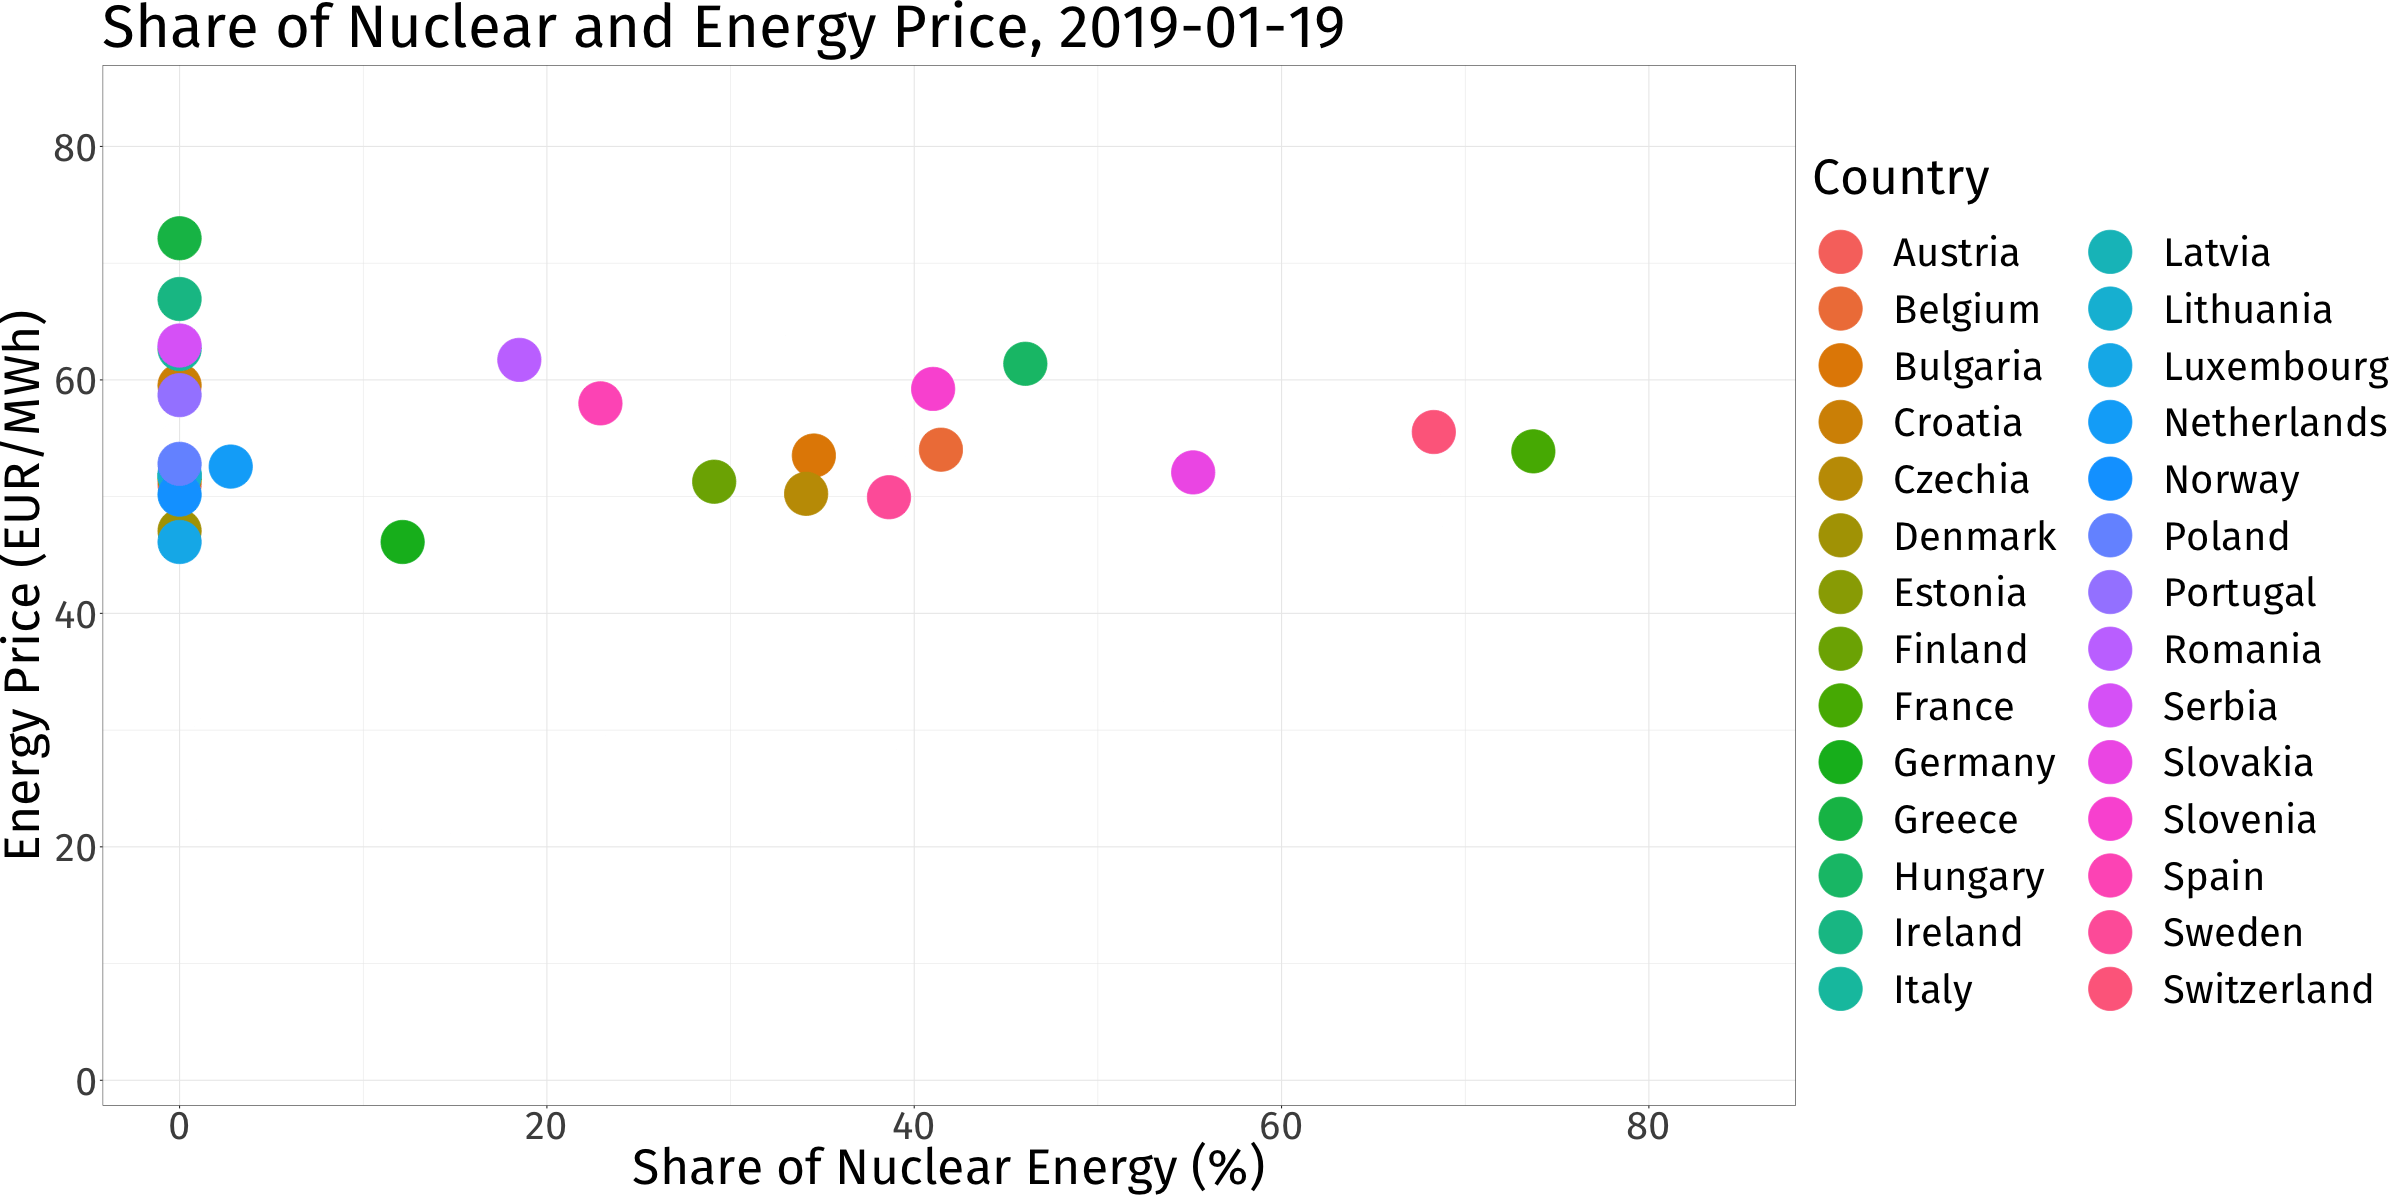 Share of Nuclear and Energy Price, 2019-01-19
Energy Price (EUR/MWh)
80
60
40
20
0
0 20 40 60 80
Share of Nuclear Energy (%)
Country
Austria
Belgium
Bulgaria
Croatia
Czechia
Denmark
Estonia
Finland
France
Germany
Greece
Hungary
Ireland
Italy
Latvia
Lithuania
Luxembourg
Netherlands
Norway
Poland
Portugal
Romania
Serbia
Slovakia
Slovenia
Spain
Sweden
Switzerland